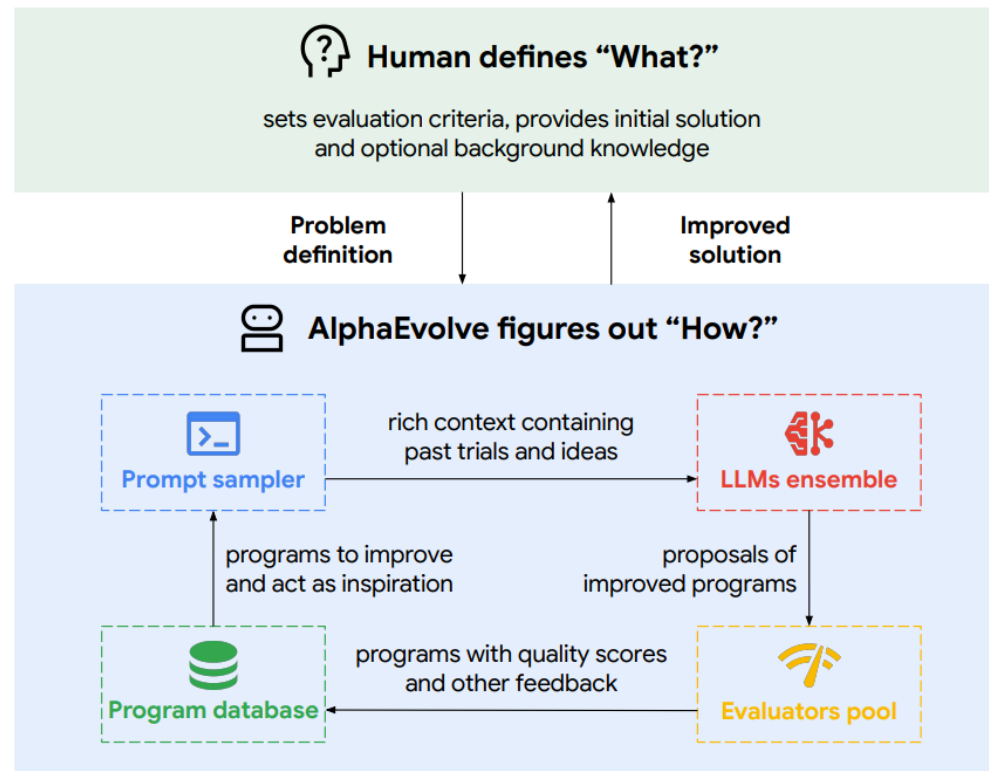 Human defines “What?”
sets evaluation criteria, provides initial solution
and optional background knowledge
Problem
definition
Improved
solution
AlphaEvolve figures out “How?”
Prompt sampler
rich context containing
past trials and ideas
LLMs ensemble
programs to improve
and act as inspiration
proposals of
improved programs
Program database
programs with quality scores
and other feedback
Evaluators pool